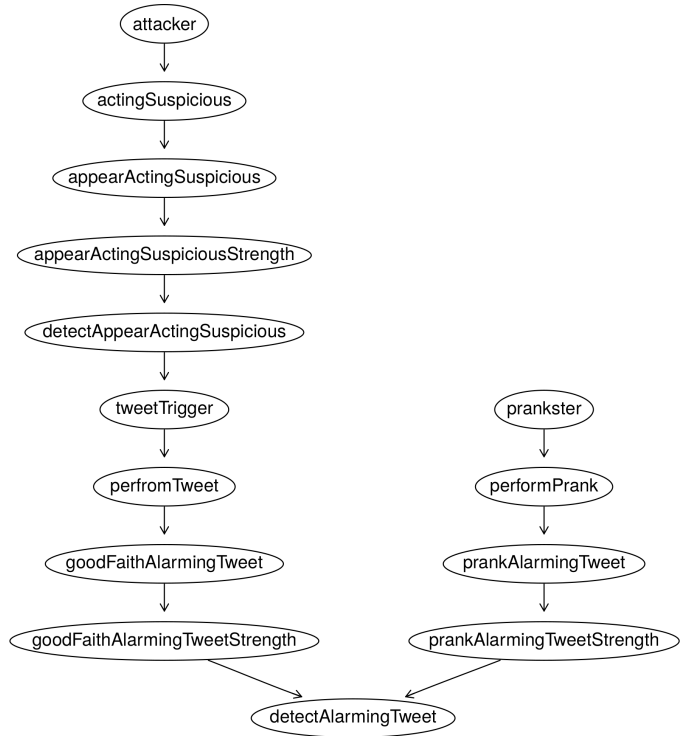 attacker
actingSuspicious
appearActingSuspicious
appearActingSuspiciousStrength
detectAppearActingSuspicious
tweetTrigger
prankster
perfromTweet
performPrank
goodFaithAlarmingTweet
prankAlarmingTweet
goodFaithAlarmingTweetStrength
prankAlarmingTweetStrength
detectAlarmingTweet